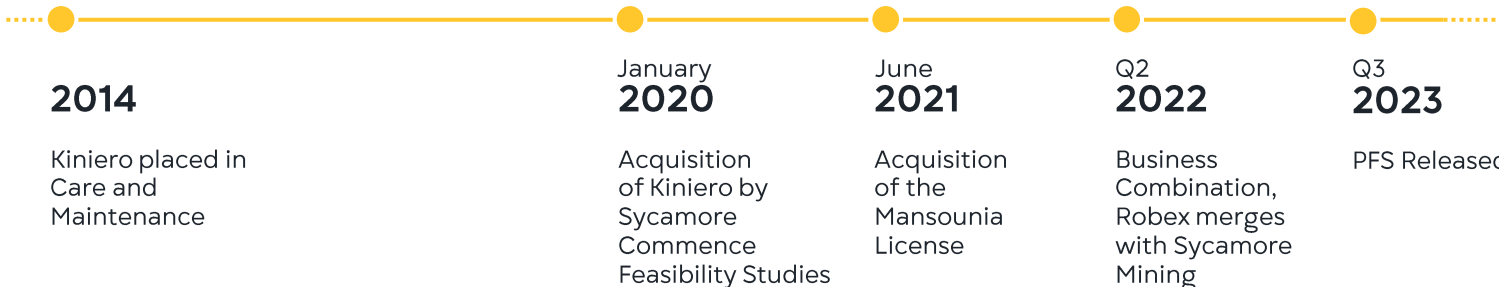 2014
Kiniero placed in
Care and
Maintenance
January
2020
Acquisition
of Kiniero by
Sycamore
Commence
Feasibility Studies
June
2021
Acquisition
of the
Mansounia
License
Q2
2022
Business
Combination,
Robex merges
with Sycamore
Mining
Q3
2023
PFS Released